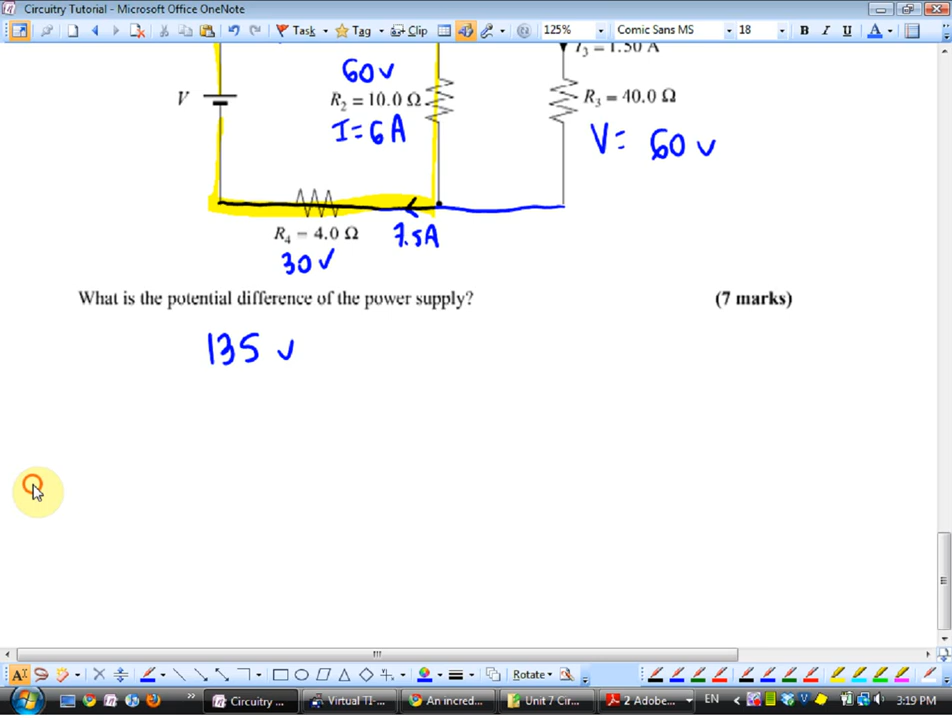 Circuitry Tutorial - Microsoft Office OneNote
Task Tag Clip 125% Comic Sans MS 18 B I U A
60v
I₃ = 1.50 A
V R₂ = 10.0 Ω R₃ = 40.0 Ω
I = 6 A V = 60 v
R₄ = 4.0 Ω 7.5A
30 v
What is the potential difference of the power supply? (7 marks)
135 v
Rotate
Circuitry ... Virtual TI-... An incred... Unit 7 Cir... 2 Adobe... EN 3:19 PM